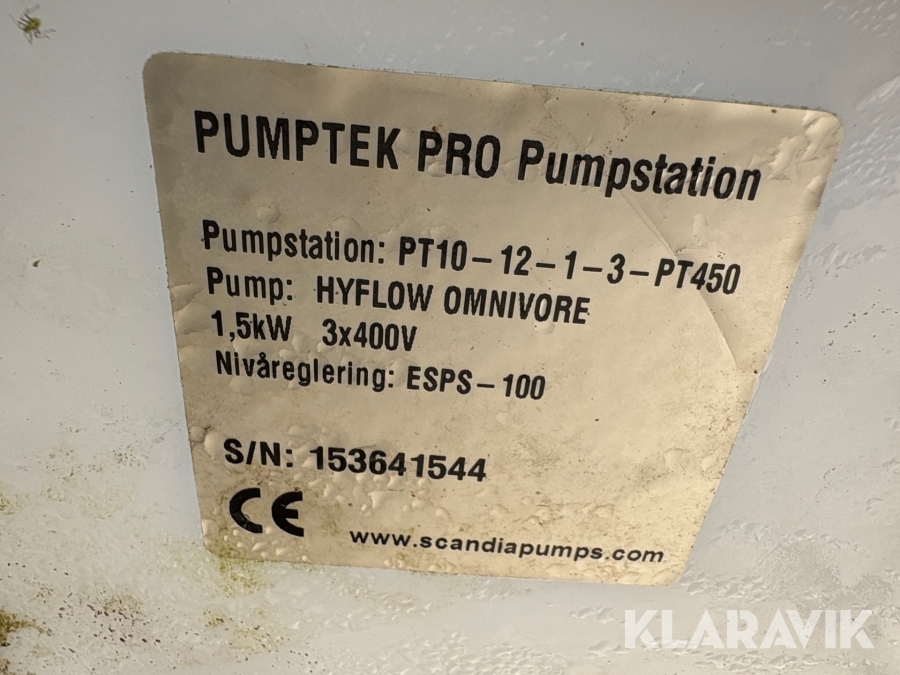 PUMPTEK PRO Pumpstation
Pumpstation: PT10-12-1-3-PT450
Pump: HYFLOW OMNIVORE
1,5kW 3x400V
Nivåreglering: ESPS-100
S/N: 153641544
CE
www.scandiapumps.com
KLARAVIK